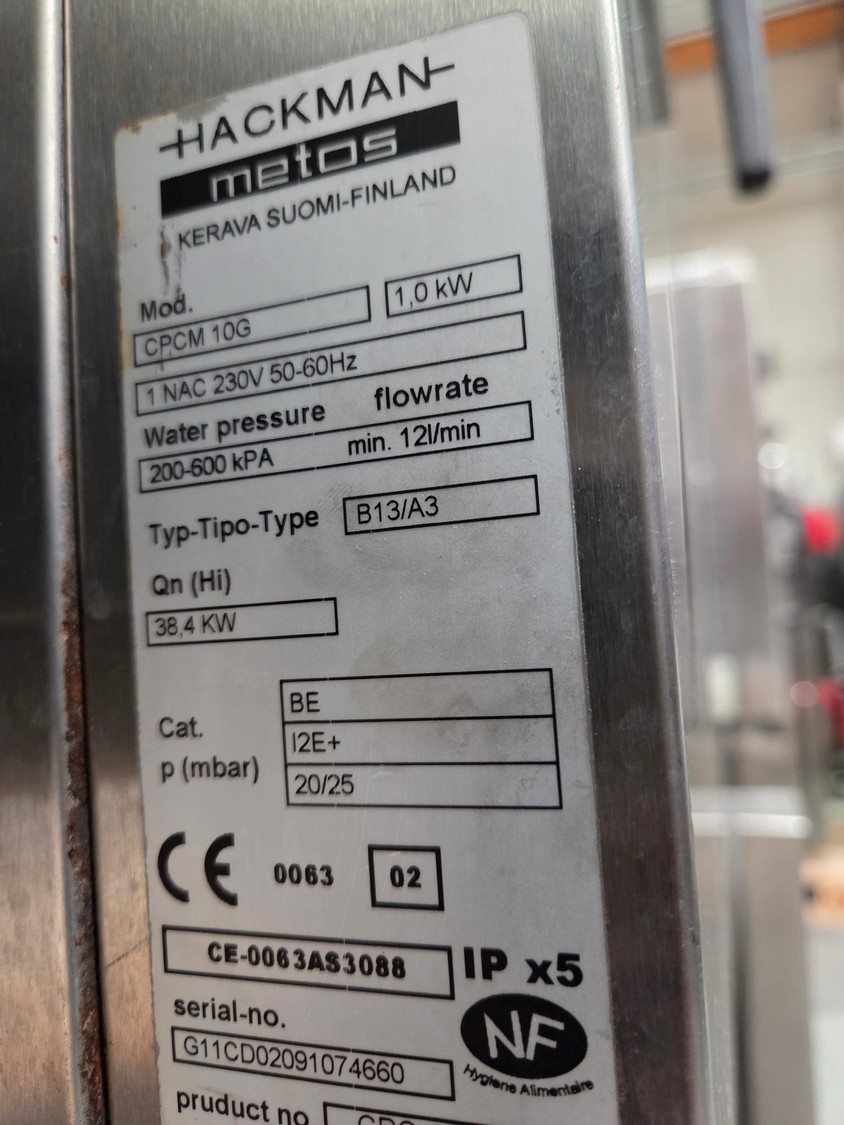 HACKMAN
metos
KERAVA SUOMI-FINLAND
Mod.
CPCM 10G
1,0 kW
1 NAC 230V 50-60Hz
Water pressure flowrate
200-600 kPA min. 12l/min
Typ-Tipo-Type B13/A3
Qn (Hi)
38,4 KW
BE
Cat. I2E+
p (mbar) 20/25
CE 0063 02
CE-0063AS3088 IP x5
serial-no.
G11CD02091074660
NF
Hygiene Alimentaire
pruduct no